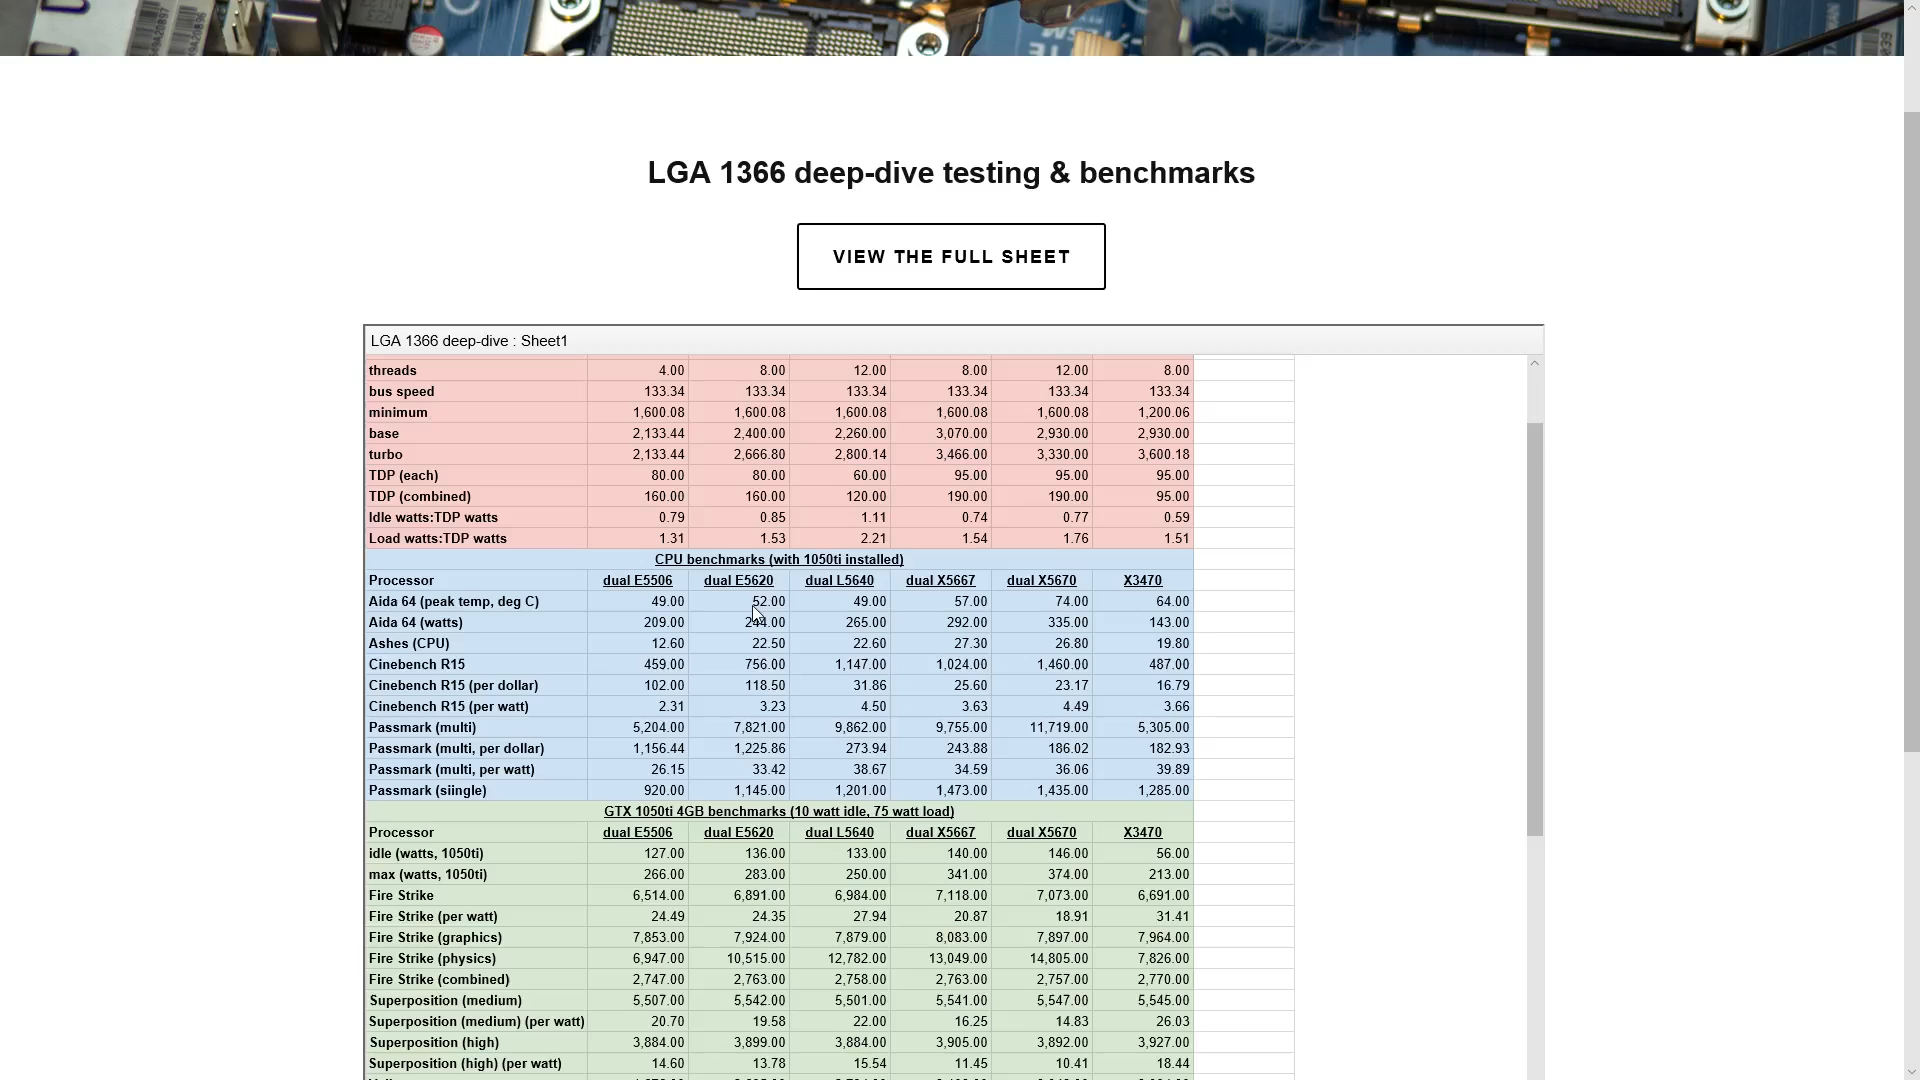 LGA 1366 deep-dive testing & benchmarks
VIEW THE FULL SHEET
LGA 1366 deep-dive : Sheet1
threads 4.00 8.00 12.00 8.00 12.00 8.00
bus speed 133.34 133.34 133.34 133.34 133.34 133.34
minimum 1,600.08 1,600.08 1,600.08 1,600.08 1,600.08 1,200.06
base 2,133.44 2,400.00 2,260.00 3,070.00 2,930.00 2,930.00
turbo 2,133.44 2,666.80 2,800.14 3,466.00 3,330.00 3,600.18
TDP (each) 80.00 80.00 60.00 95.00 95.00 95.00
TDP (combined) 160.00 160.00 120.00 190.00 190.00 95.00
Idle watts:TDP watts 0.79 0.85 1.11 0.74 0.77 0.59
Load watts:TDP watts 1.31 1.53 2.21 1.54 1.76 1.51
CPU benchmarks (with 1050ti installed)
Processor dual E5506 dual E5620 dual L5640 dual X5667 dual X5670 X3470
Aida 64 (peak temp, deg C) 49.00 52.00 49.00 57.00 74.00 64.00
Aida 64 (watts) 209.00 244.00 265.00 292.00 335.00 143.00
Ashes (CPU) 12.60 22.50 22.60 27.30 26.80 19.80
Cinebench R15 459.00 756.00 1,147.00 1,024.00 1,460.00 487.00
Cinebench R15 (per dollar) 102.00 118.50 31.86 25.60 23.17 16.79
Cinebench R15 (per watt) 2.31 3.23 4.50 3.63 4.49 3.66
Passmark (multi) 5,204.00 7,821.00 9,862.00 9,755.00 11,719.00 5,305.00
Passmark (multi, per dollar) 1,156.44 1,225.86 273.94 243.88 186.02 182.93
Passmark (multi, per watt) 26.15 33.42 38.67 34.59 36.06 39.89
Passmark (siingle) 920.00 1,145.00 1,201.00 1,473.00 1,435.00 1,285.00
GTX 1050ti 4GB benchmarks (10 watt idle, 75 watt load)
Processor dual E5506 dual E5620 dual L5640 dual X5667 dual X5670 X3470
idle (watts, 1050ti) 127.00 136.00 133.00 140.00 146.00 56.00
max (watts, 1050ti) 266.00 283.00 250.00 341.00 374.00 213.00
Fire Strike 6,514.00 6,891.00 6,984.00 7,118.00 7,073.00 6,691.00
Fire Strike (per watt) 24.49 24.35 27.94 20.87 18.91 31.41
Fire Strike (graphics) 7,853.00 7,924.00 7,879.00 8,083.00 7,897.00 7,964.00
Fire Strike (physics) 6,947.00 10,515.00 12,782.00 13,049.00 14,805.00 7,826.00
Fire Strike (combined) 2,747.00 2,763.00 2,758.00 2,763.00 2,757.00 2,770.00
Superposition (medium) 5,507.00 5,542.00 5,501.00 5,541.00 5,547.00 5,545.00
Superposition (medium) (per watt) 20.70 19.58 22.00 16.25 14.83 26.03
Superposition (high) 3,884.00 3,899.00 3,884.00 3,905.00 3,892.00 3,927.00
Superposition (high) (per watt) 14.60 13.78 15.54 11.45 10.41 18.44